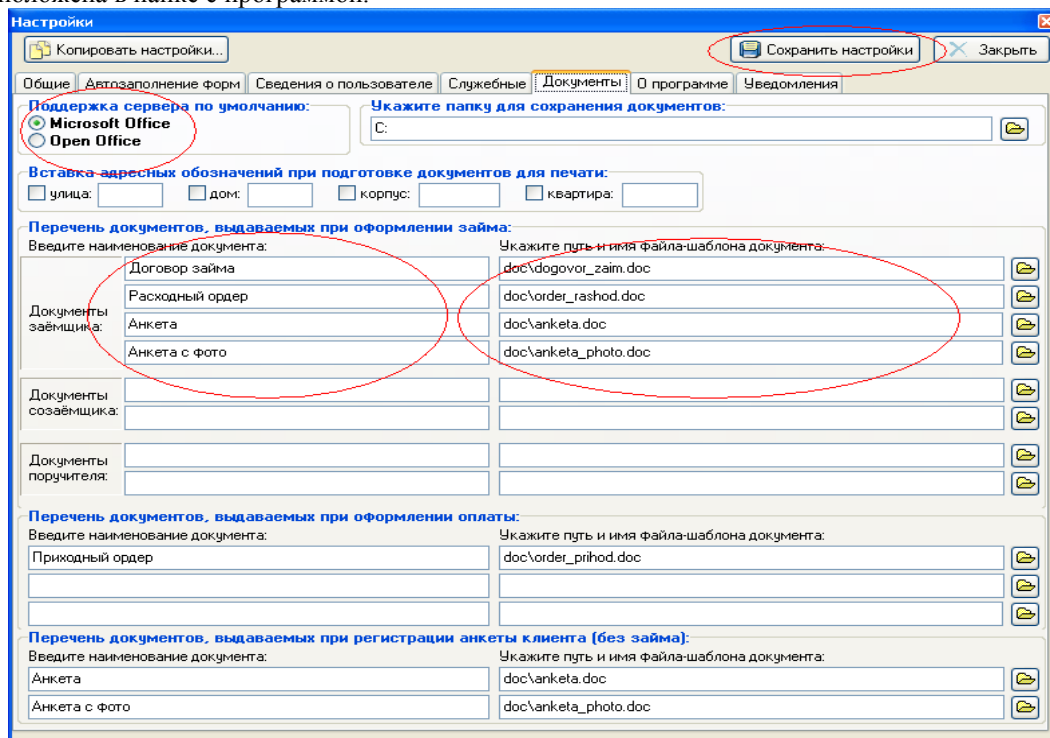 положена в папке с программой.
Настройки
Копировать настройки... Сохранить настройки Закрыть
Общие Автозаполнение форм Сведения о пользователе Служебные Документы О программе Уведомления
Поддержка сервера по умолчанию: Укажите папку для сохранения документов:
Microsoft Office
C:
Open Office
Вставка адресных обозначений при подготовке документов для печати:
улица: дом: корпус: квартира:
Перечень документов, выдаваемых при оформлении займа:
Введите наименование документа: Укажите путь и имя файла-шаблона документа:
Договор займа doc\dogovor_zaim.doc
Расходный ордер doc\order_rashod.doc
Документы
заёмщика:
Анкета doc\anketa.doc
Анкета с фото doc\anketa_photo.doc
Документы
созаёмщика:
Документы
поручителя:
Перечень документов, выдаваемых при оформлении оплаты:
Введите наименование документа: Укажите путь и имя файла-шаблона документа:
Приходный ордер doc\order_prihod.doc
Перечень документов, выдаваемых при регистрации анкеты клиента (без займа):
Введите наименование документа: Укажите путь и имя файла-шаблона документа:
Анкета doc\anketa.doc
Анкета с фото doc\anketa_photo.doc